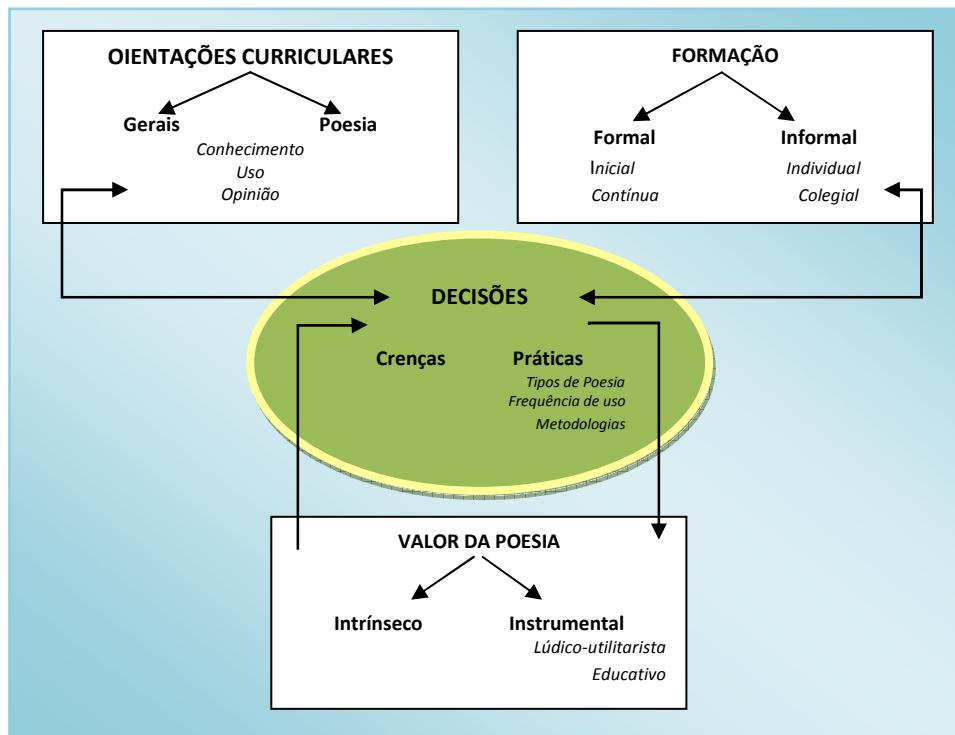 OIENTAÇÕES CURRICULARES
Gerais Poesia
Conhecimento
Uso
Opinião
FORMAÇÃO
Formal Informal
Inicial Individual
Contínua Colegial
DECISÕES
Crenças Práticas
Tipos de Poesia
Frequência de uso
Metodologias
VALOR DA POESIA
Intrínseco Instrumental
Lúdico-utilitarista
Educativo